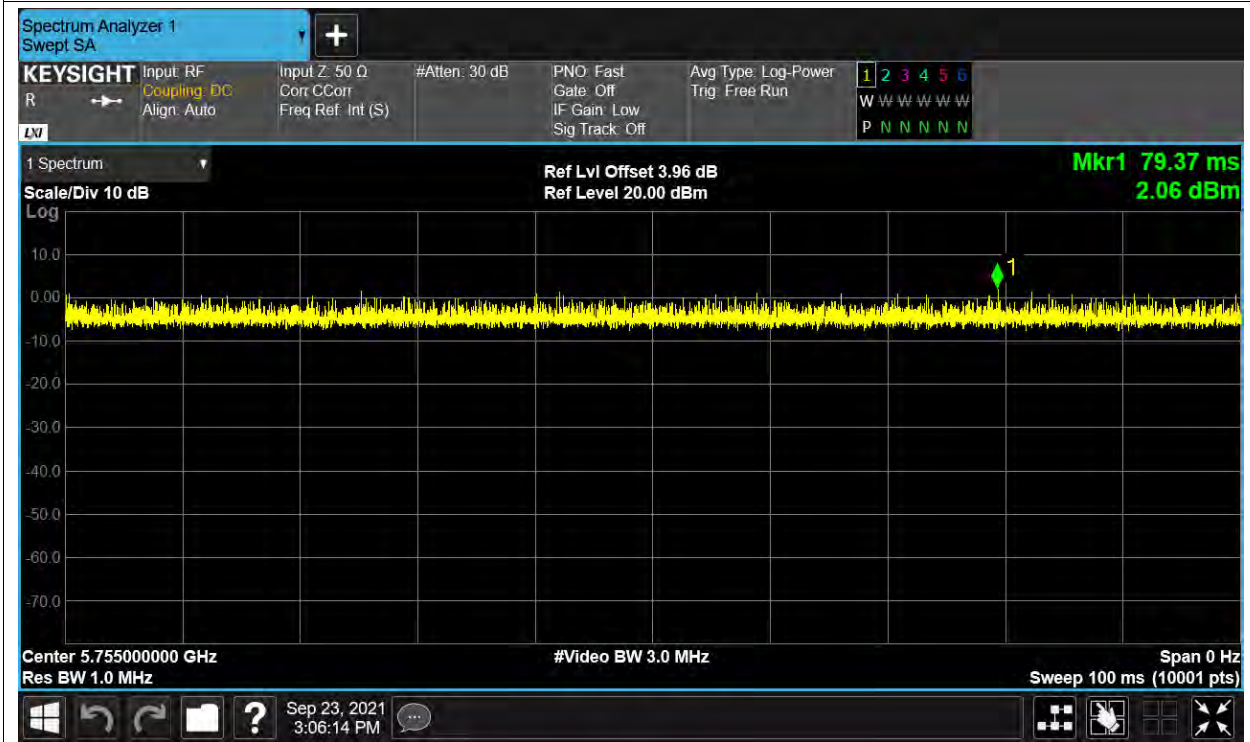 Spectrum Analyzer 1
Swept SA
+
KEYSIGHT
R
LXI
Input: RF
Coupling: DC
Align: Auto
Input Z: 50 Ω
Corr CCorr
Freq Ref: Int (S)
#Atten: 30 dB
PNO: Fast
Gate: Off
IF Gain: Low
Sig Track: Off
Avg Type: Log-Power
Trig: Free Run
1 2 3 4 5 6
W W W W W W
P N N N N N
1 Spectrum
Scale/Div 10 dB
Ref Lvl Offset 3.96 dB
Ref Level 20.00 dBm
Mkr1 79.37 ms
2.06 dBm
Log
10.0
0.00
-10.0
-20.0
-30.0
-40.0
-50.0
-60.0
-70.0
1
Center 5.755000000 GHz
Res BW 1.0 MHz
#Video BW 3.0 MHz
Span 0 Hz
Sweep 100 ms (10001 pts)
?
Sep 23, 2021
3:06:14 PM